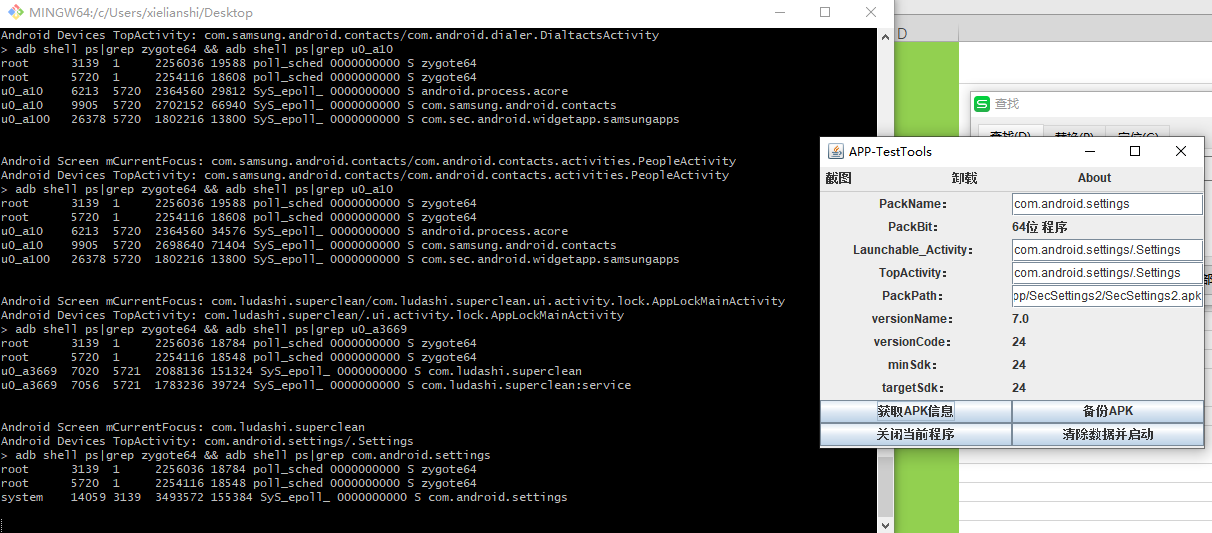 MINGW64:/c/Users/xielianshi/Desktop
Android Devices TopActivity: com.samsung.android.contacts/com.android.dialer.DialtactsActivity
> adb shell ps|grep zygote64 && adb shell ps|grep u0_a10
root 3139 1 2256036 19588 poll_sched 0000000000 S zygote64
root 5720 1 2254116 18608 poll_sched 0000000000 S zygote64
u0_a10 6213 5720 2364560 29812 SyS_epoll_ 0000000000 S android.process.acore
u0_a10 9905 5720 2702152 66940 SyS_epoll_ 0000000000 S com.samsung.android.contacts
u0_a100 26378 5720 1802216 13800 SyS_epoll_ 0000000000 S com.sec.android.widgetapp.samsungapps
Android Screen mCurrentFocus: com.samsung.android.contacts/com.android.contacts.activities.PeopleActivity
Android Devices TopActivity: com.samsung.android.contacts/com.android.contacts.activities.PeopleActivity
> adb shell ps|grep zygote64 && adb shell ps|grep u0_a10
root 3139 1 2256036 19588 poll_sched 0000000000 S zygote64
root 5720 1 2254116 18608 poll_sched 0000000000 S zygote64
u0_a10 6213 5720 2364560 34576 SyS_epoll_ 0000000000 S android.process.acore
u0_a10 9905 5720 2698640 71404 SyS_epoll_ 0000000000 S com.samsung.android.contacts
u0_a100 26378 5720 1802216 13800 SyS_epoll_ 0000000000 S com.sec.android.widgetapp.samsungapps
Android Screen mCurrentFocus: com.ludashi.superclean/com.ludashi.superclean.ui.activity.lock.AppLockMainActivity
Android Devices TopActivity: com.ludashi.superclean/.ui.activity.lock.AppLockMainActivity
> adb shell ps|grep zygote64 && adb shell ps|grep u0_a3669
root 3139 1 2256036 18784 poll_sched 0000000000 S zygote64
root 5720 1 2254116 18548 poll_sched 0000000000 S zygote64
u0_a3669 7020 5721 2088136 151324 SyS_epoll_ 0000000000 S com.ludashi.superclean
u0_a3669 7056 5721 1783236 39724 SyS_epoll_ 0000000000 S com.ludashi.superclean:service
Android Screen mCurrentFocus: com.ludashi.superclean
Android Devices TopActivity: com.android.settings/.Settings
> adb shell ps|grep zygote64 && adb shell ps|grep com.android.settings
root 3139 1 2256036 18784 poll_sched 0000000000 S zygote64
root 5720 1 2254116 18548 poll_sched 0000000000 S zygote64
system 14059 3139 3493572 155384 SyS_epoll_ 0000000000 S com.android.settings
D
查找
APP-TestTools
截图 卸载 About
PackName： com.android.settings
PackBit： 64位 程序
Launchable_Activity： com.android.settings/.Settings
TopActivity： com.android.settings/.Settings
PackPath： pp/SecSettings2/SecSettings2.apk
versionName： 7.0
versionCode： 24
minSdk： 24
targetSdk： 24
获取APK信息 备份APK
关闭当前程序 清除数据并启动
部